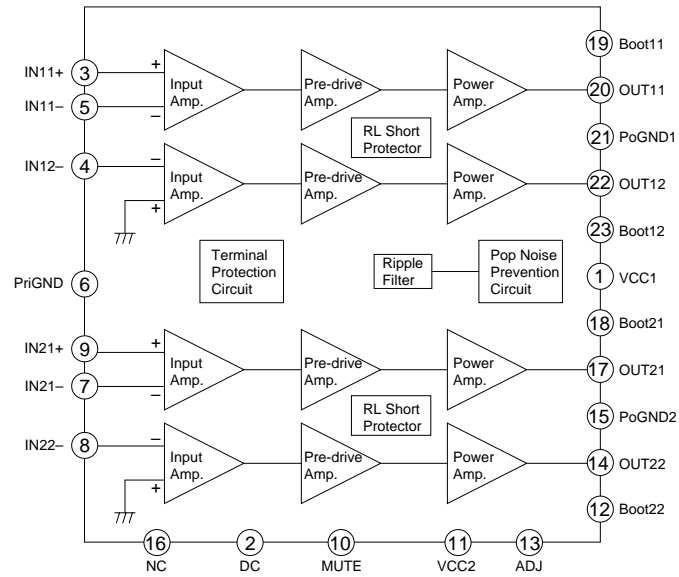 19 Boot11
IN11+ 3 + Input Amp. Pre-drive Amp. Power Amp. 20 OUT11
IN11– 5 –
RL Short Protector
21 PoGND1
IN12– 4 – Input Amp. Pre-drive Amp. Power Amp. 22 OUT12
+
23 Boot12
Terminal Protection Circuit
Ripple Filter
Pop Noise Prevention Circuit
1 VCC1
PriGND 6
18 Boot21
IN21+ 9 + Input Amp. Pre-drive Amp. Power Amp. 17 OUT21
IN21– 7 –
RL Short Protector
15 PoGND2
IN22– 8 – Input Amp. Pre-drive Amp. Power Amp. 14 OUT22
+
12 Boot22
16 2 10 11 13
NC DC MUTE VCC2 ADJ